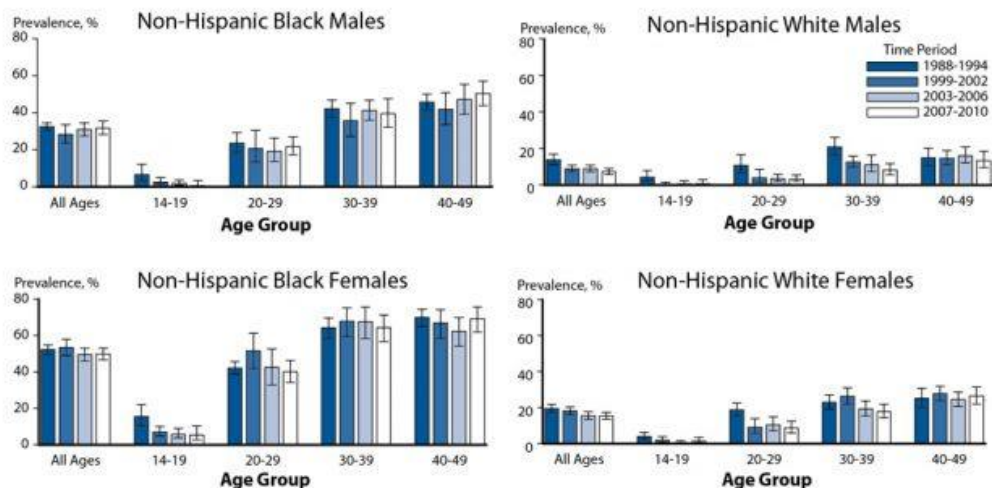 Prevalence, %
Non-Hispanic Black Males
80
60
40
20
0
All Ages
14-19
20-29
30-39
40-49
Age Group
Prevalence, %
Non-Hispanic White Males
Time Period
1988-1994
1999-2002
2003-2006
2007-2010
80
60
40
20
0
All Ages
14-19
20-29
30-39
40-49
Age Group
Prevalence, %
Non-Hispanic Black Females
80
60
40
20
0
All Ages
14-19
20-29
30-39
40-49
Age Group
Prevalence, %
Non-Hispanic White Females
80
60
40
20
0
All Ages
14-19
20-29
30-39
40-49
Age Group